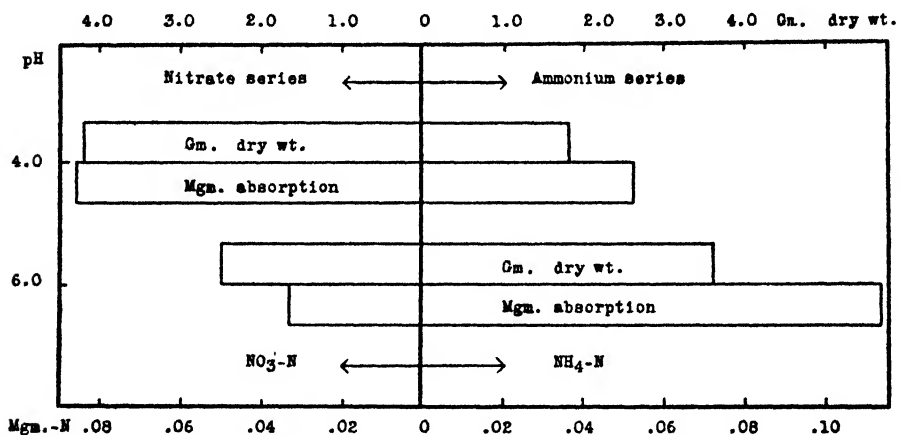 4.0 3.0 2.0 1.0 0 1.0 2.0 3.0 4.0 Gm. dry wt.
pH
Nitrate series Ammonium series
Gm. dry wt.
4.0
Mgm. absorption
Gm. dry wt.
6.0
Mgm. absorption
NO3-N NH4-N
Mgm.-N .08 .06 .04 .02 0 .02 .04 .06 .08 0.10